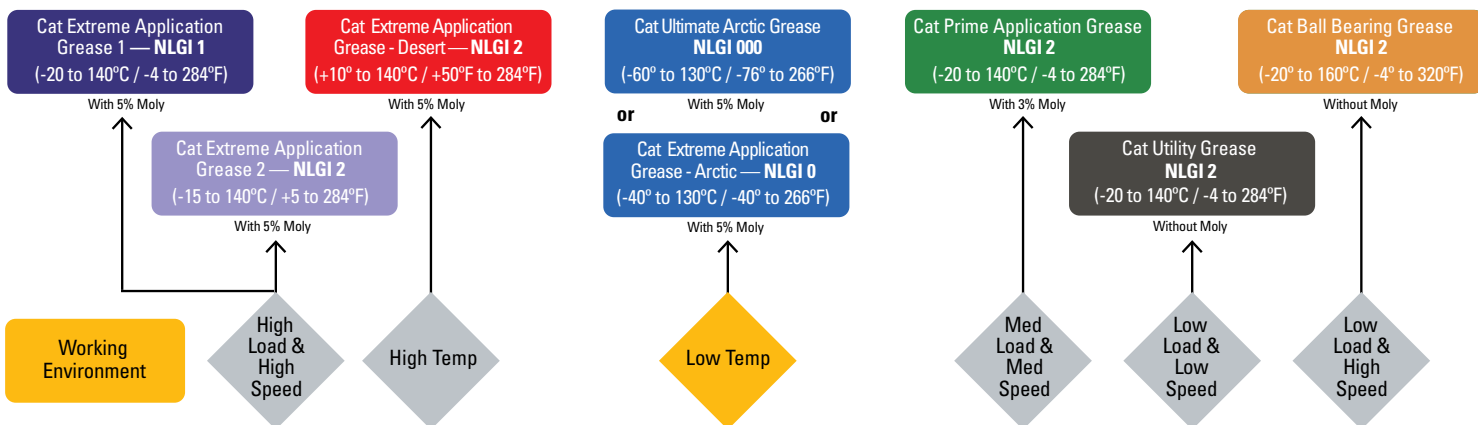 Cat Extreme Application
Grease 1 — NLGI 1
(-20 to 140ºC / -4 to 284ºF)
With 5% Moly
Cat Extreme Application
Grease 2 — NLGI 2
(-15 to 140ºC / +5 to 284ºF)
With 5% Moly
Cat Extreme Application
Grease - Desert — NLGI 2
(+10º to 140ºC / +50ºF to 284ºF)
With 5% Moly
Cat Ultimate Arctic Grease
NLGI 000
(-60º to 130ºC / -76º to 266ºF)
With 5% Moly
or
or
Cat Extreme Application
Grease - Arctic — NLGI 0
(-40º to 130ºC / -40º to 266ºF)
With 5% Moly
Cat Prime Application Grease
NLGI 2
(-20 to 140ºC / -4 to 284ºF)
With 3% Moly
Cat Utility Grease
NLGI 2
(-20 to 140ºC / -4 to 284ºF)
Without Moly
Cat Ball Bearing Grease
NLGI 2
(-20º to 160ºC / -4º to 320ºF)
Without Moly
Working
Environment
High
Load &
High
Speed
High Temp
Low Temp
Med
Load &
Med
Speed
Low
Load &
Low
Speed
Low
Load &
High
Speed